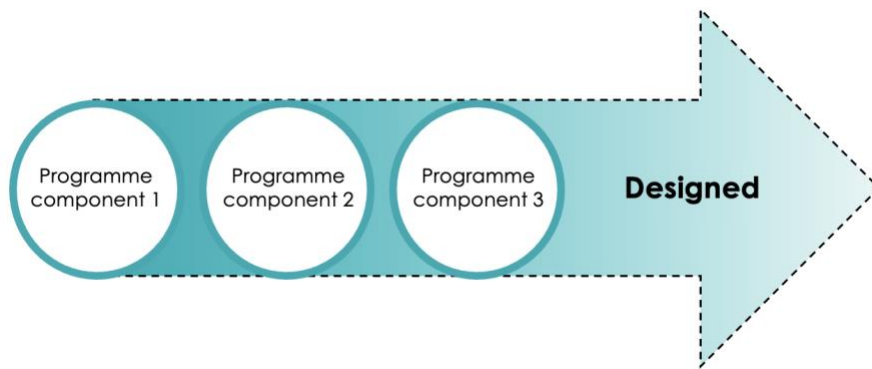 Programme
component 1
Programme
component 2
Programme
component 3
Designed